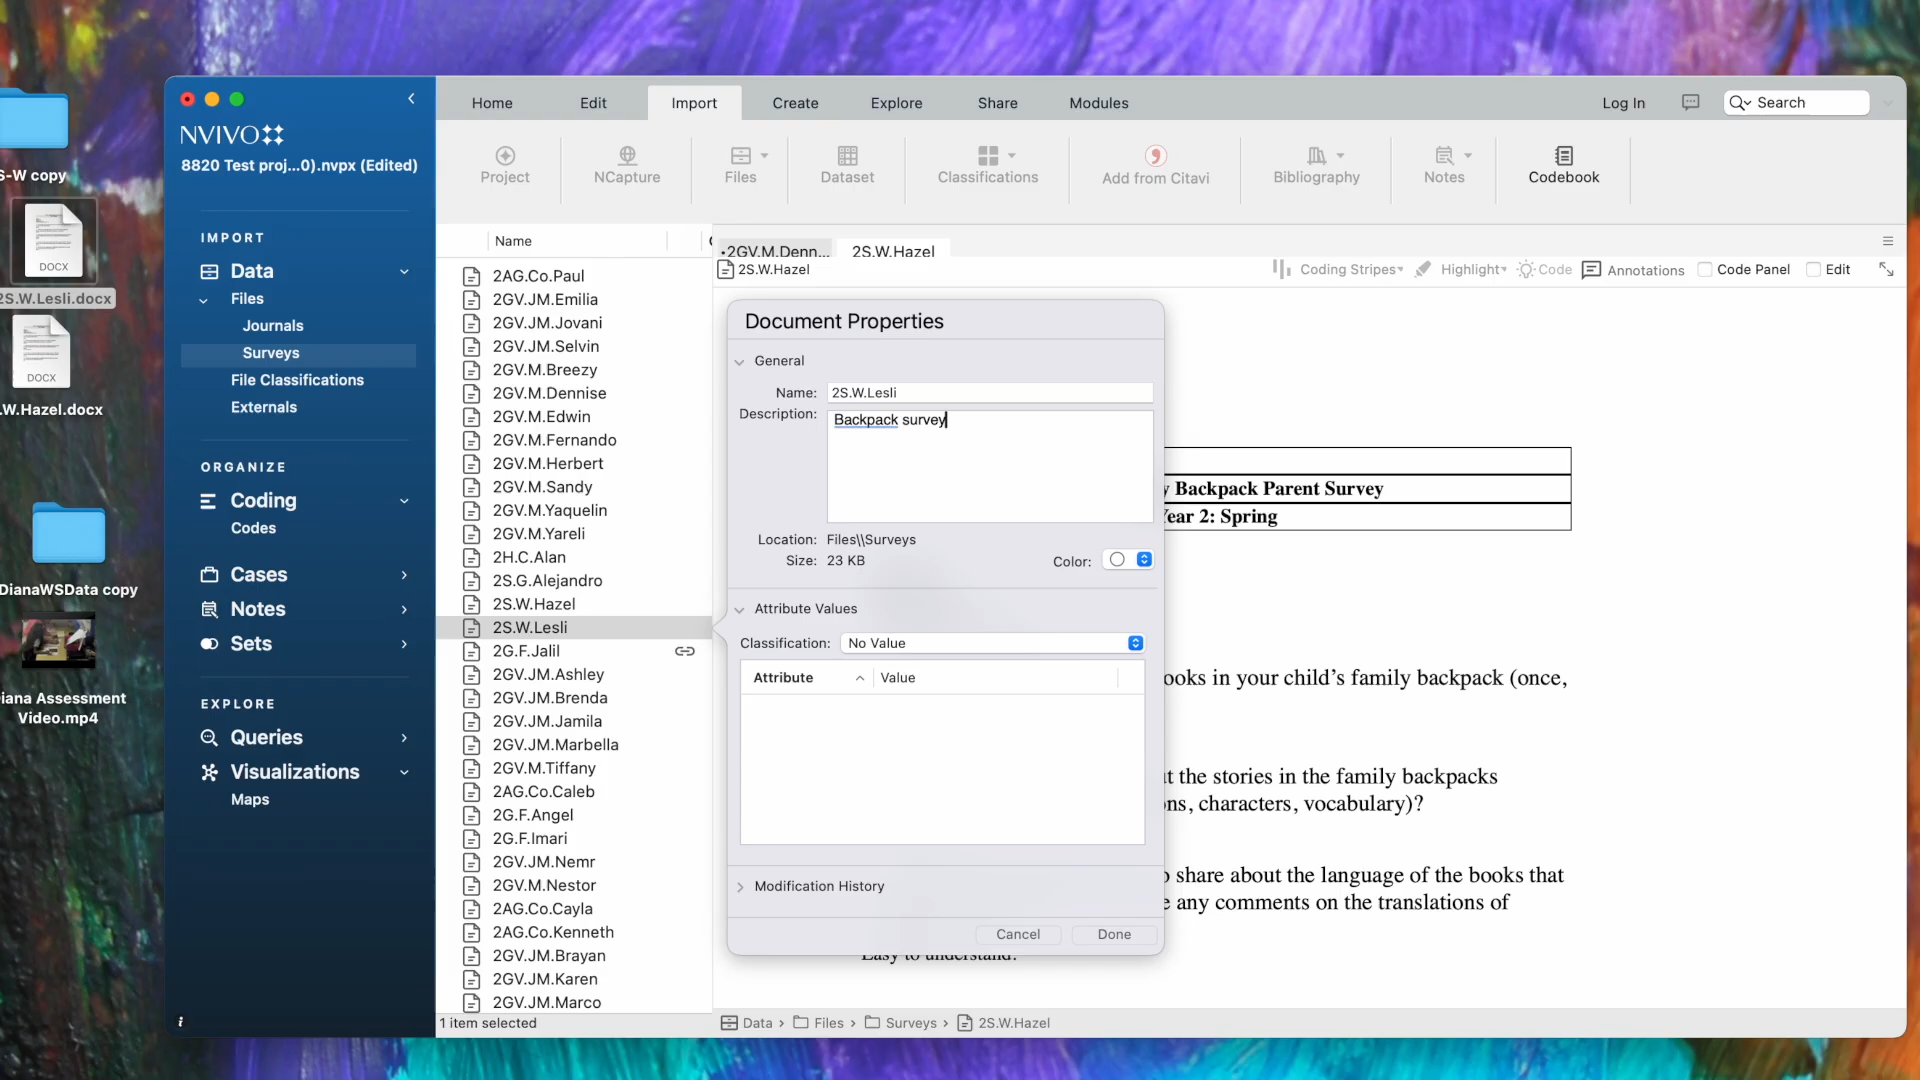 S-W copy
DOCX
2S.W.Lesli.docx
DOCX
.W.Hazel.docx
DianaWSData copy
iana Assessment
Video.mp4
NVIVO
8820 Test proj...0).nvpx (Edited)
IMPORT
Data
Files
Journals
Surveys
File Classifications
Externals
ORGANIZE
Coding
Codes
Cases
Notes
Sets
EXPLORE
Queries
Visualizations
Maps
Home Edit Import Create Explore Share Modules Log In Search
Project NCapture Files Dataset Classifications Add from Citavi Bibliography Notes Codebook
Name
2AG.Co.Paul
2GV.JM.Emilia
2GV.JM.Jovani
2GV.JM.Selvin
2GV.M.Breezy
2GV.M.Dennise
2GV.M.Edwin
2GV.M.Fernando
2GV.M.Herbert
2GV.M.Sandy
2GV.M.Yaquelin
2GV.M.Yareli
2H.C.Alan
2S.G.Alejandro
2S.W.Hazel
2S.W.Lesli
2G.F.Jalil
2GV.JM.Ashley
2GV.JM.Brenda
2GV.JM.Jamila
2GV.JM.Marbella
2GV.M.Tiffany
2AG.Co.Caleb
2G.F.Angel
2G.F.Imari
2GV.JM.Nemr
2GV.M.Nestor
2AG.Co.Cayla
2AG.Co.Kenneth
2GV.JM.Brayan
2GV.JM.Karen
2GV.JM.Marco
1 item selected
•2GV.M.Denn... 2S.W.Hazel
2S.W.Hazel Coding Stripes Highlight Code Annotations Code Panel Edit
Document Properties
General
Name: 2S.W.Lesli
Description: Backpack survey
Location: Files\\Surveys
Size: 23 KB Color:
Attribute Values
Classification: No Value
Attribute Value
Modification History
Cancel Done
y Backpack Parent Survey
Year 2: Spring
ooks in your child's family backpack (once,
ut the stories in the family backpacks
ons, characters, vocabulary)?
o share about the language of the books that
e any comments on the translations of
Easy to understand?
Data › Files › Surveys › 2S.W.Hazel